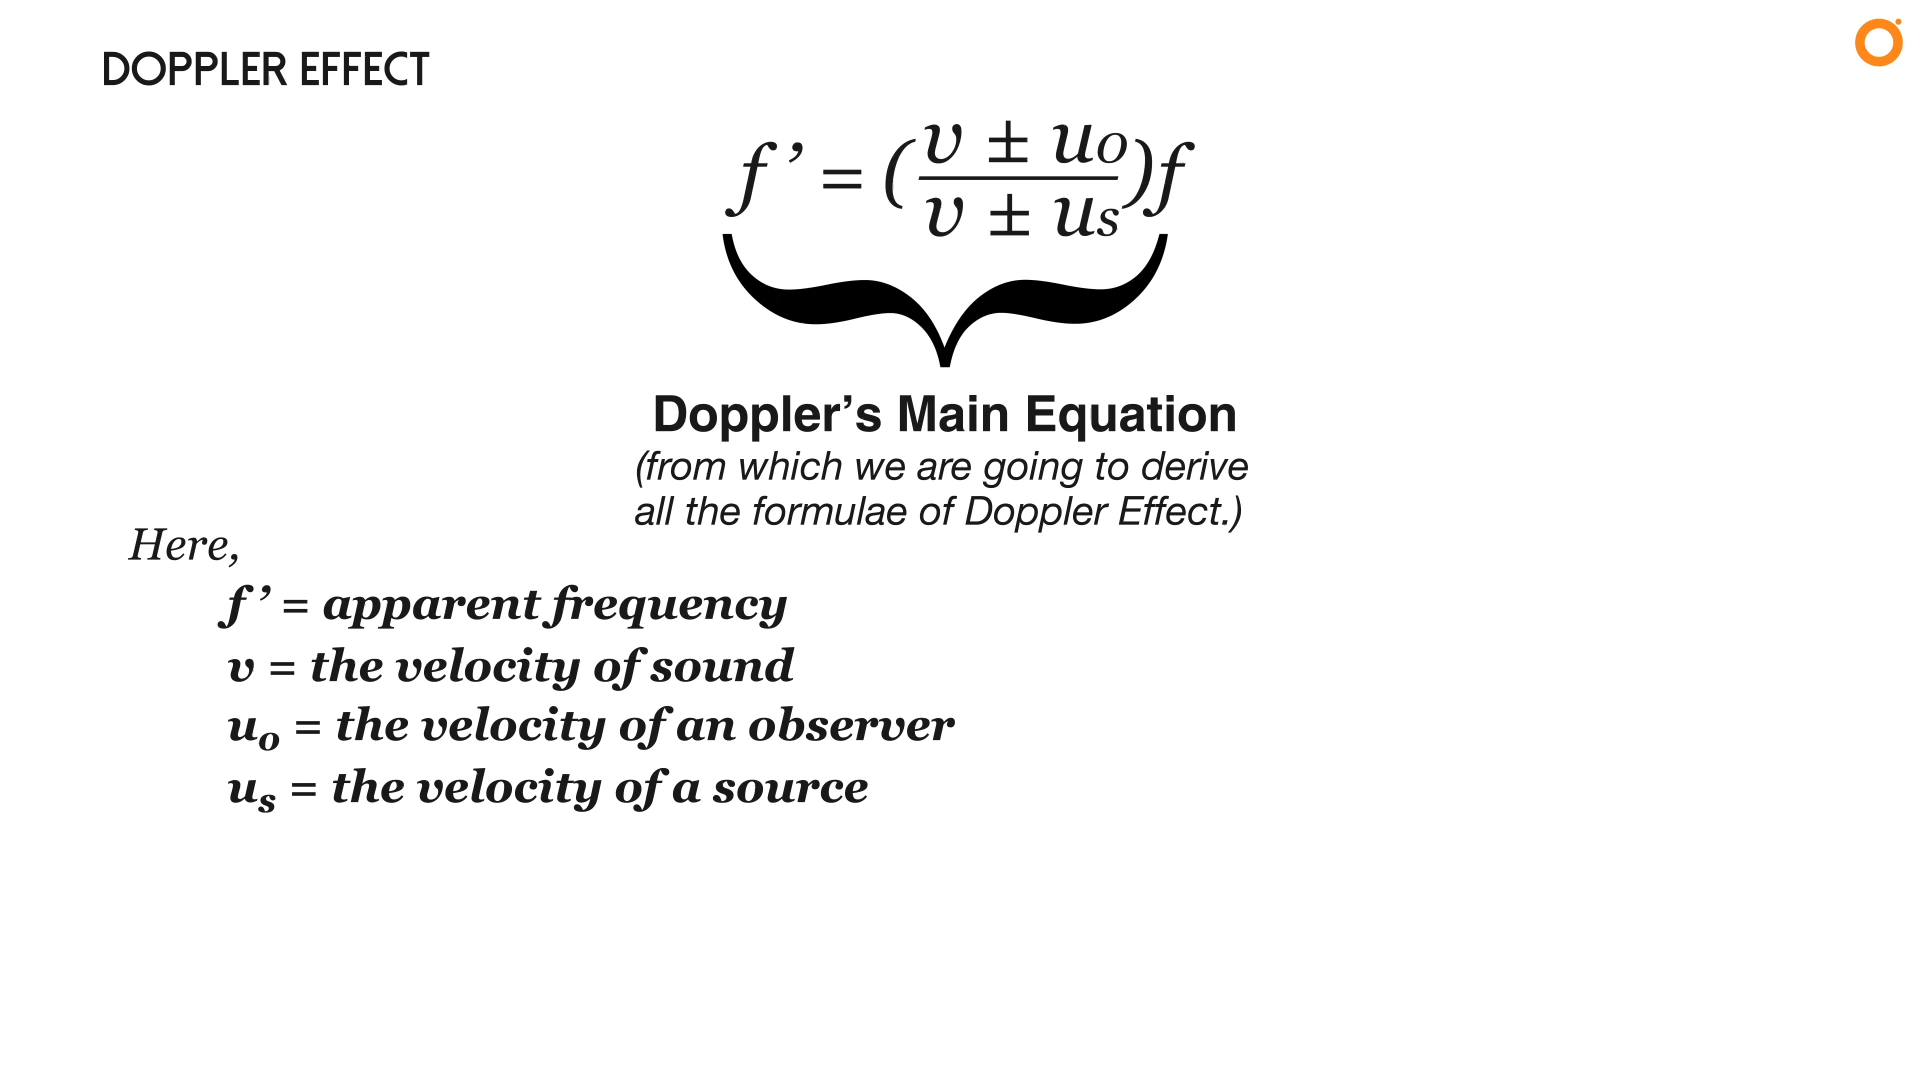 DOPPLER EFFECT
f ’ = (v ± uo / v ± us)f
Doppler’s Main Equation
(from which we are going to derive
all the formulae of Doppler Effect.)
Here,
f ’ = apparent frequency
v = the velocity of sound
uo = the velocity of an observer
us = the velocity of a source